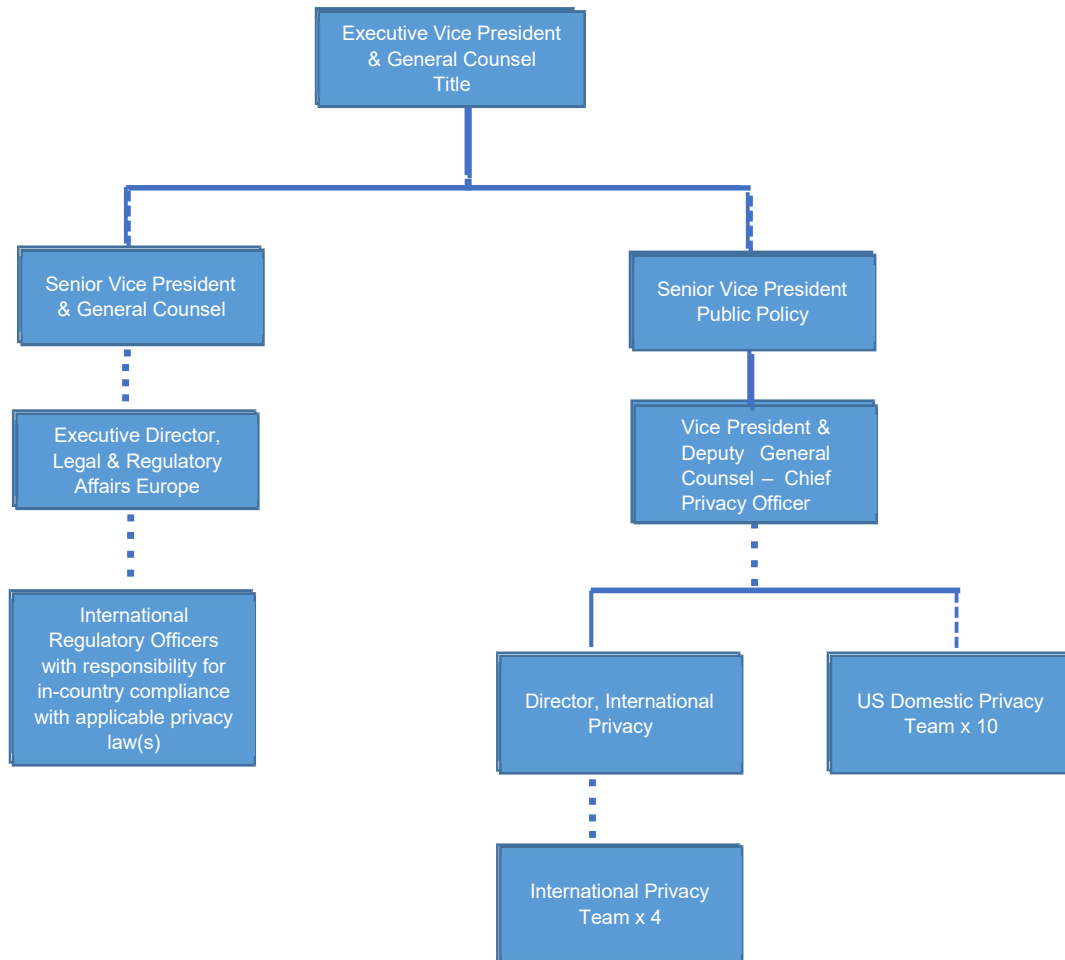 Executive Vice President
& General Counsel
Title
Senior Vice President
& General Counsel
Senior Vice President
Public Policy
Executive Director,
Legal & Regulatory
Affairs Europe
Vice President &
Deputy General
Counsel – Chief
Privacy Officer
International
Regulatory Officers
with responsibility for
in-country compliance
with applicable privacy
law(s)
Director, International
Privacy
US Domestic Privacy
Team x 10
International Privacy
Team x 4